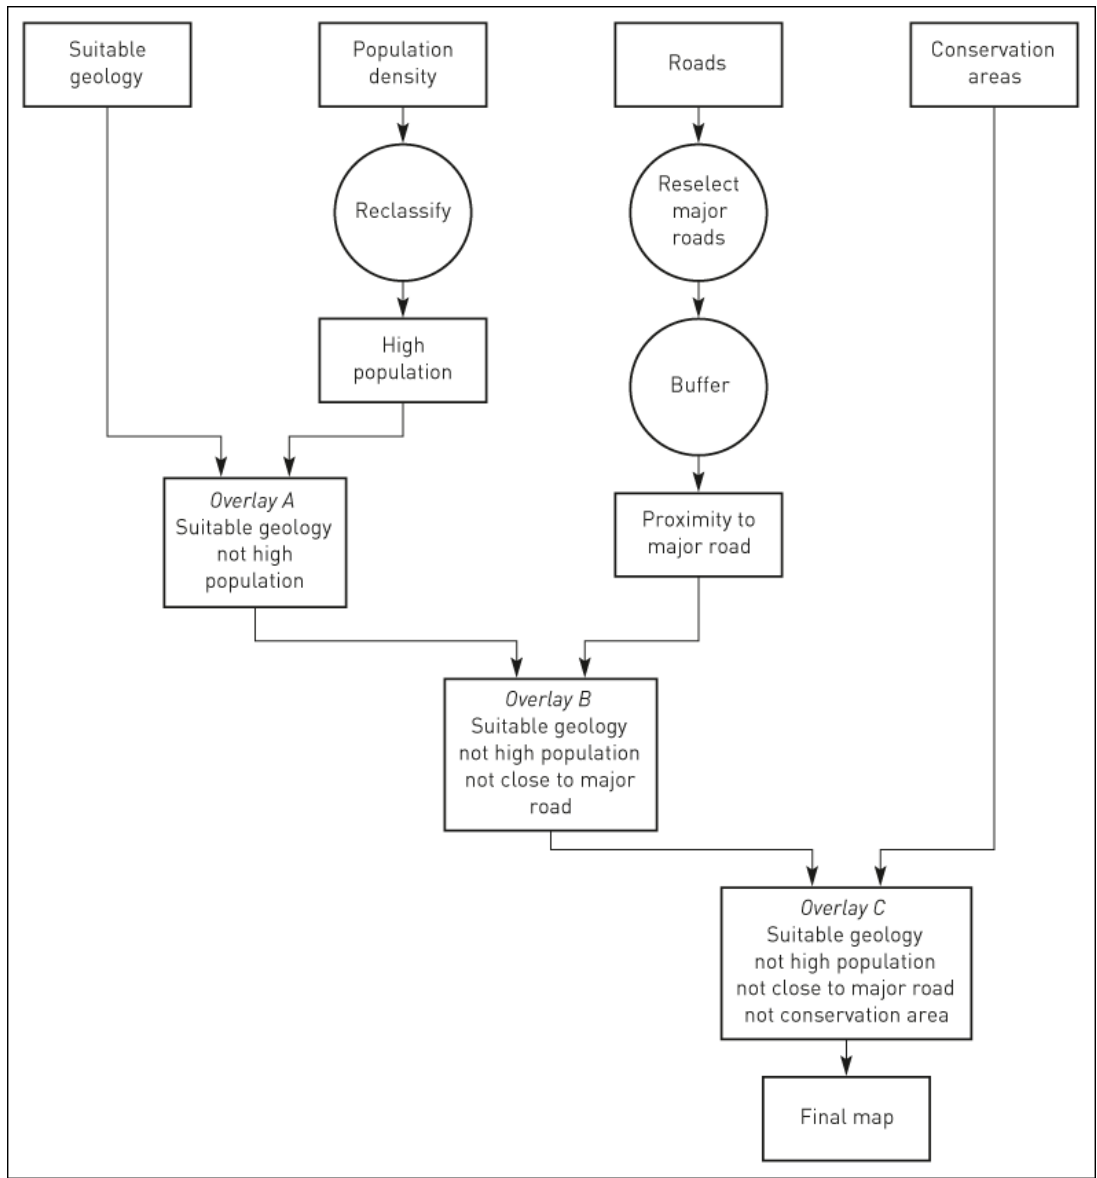 Suitable
geology
Population
density
Roads
Conservation
areas
Reclassify
Reselect
major
roads
High
population
Buffer
Overlay A
Suitable geology
not high
population
Proximity to
major road
Overlay B
Suitable geology
not high population
not close to major
road
Overlay C
Suitable geology
not high population
not close to major road
not conservation area
Final map